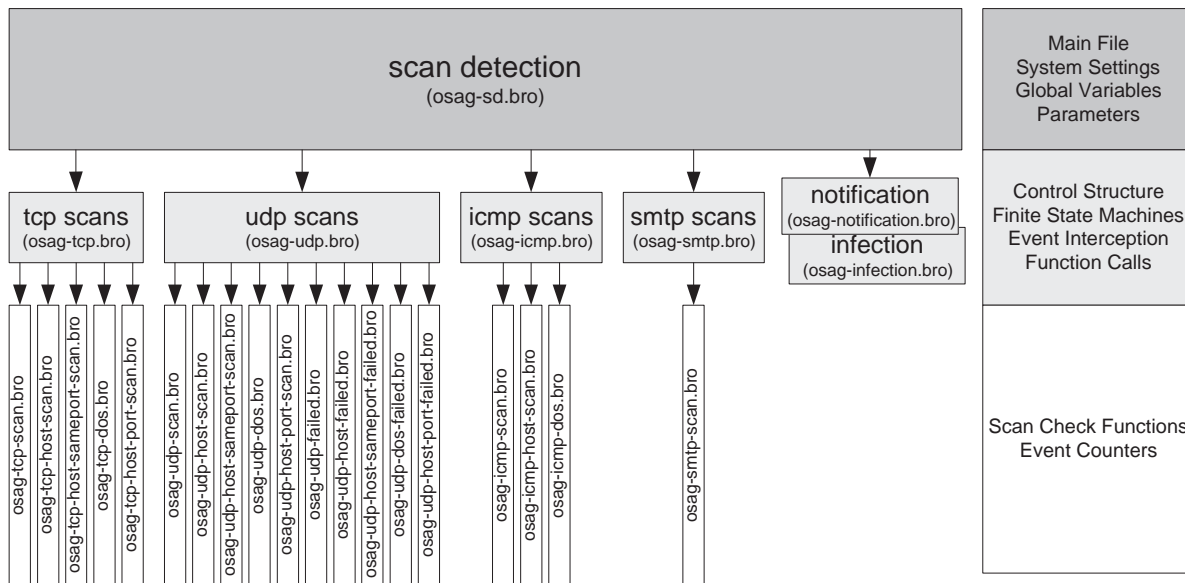 scan detection
(osag-sd.bro)
Main File
System Settings
Global Variables
Parameters
tcp scans
(osag-tcp.bro)
udp scans
(osag-udp.bro)
icmp scans
(osag-icmp.bro)
smtp scans
(osag-smtp.bro)
notification
(osag-notification.bro)
infection
(osag-infection.bro)
Control Structure
Finite State Machines
Event Interception
Function Calls
osag-tcp-scan.bro
osag-tcp-host-scan.bro
osag-tcp-host-sameport-scan.bro
osag-tcp-dos.bro
osag-tcp-host-port-scan.bro
osag-udp-scan.bro
osag-udp-host-scan.bro
osag-udp-host-sameport-scan.bro
osag-udp-dos.bro
osag-udp-host-port-scan.bro
osag-udp-failed.bro
osag-udp-host-failed.bro
osag-udp-host-sameport-failed.bro
osag-udp-dos-failed.bro
osag-udp-host-port-failed.bro
osag-icmp-scan.bro
osag-icmp-host-scan.bro
osag-icmp-dos.bro
osag-smtp-scan.bro
Scan Check Functions
Event Counters